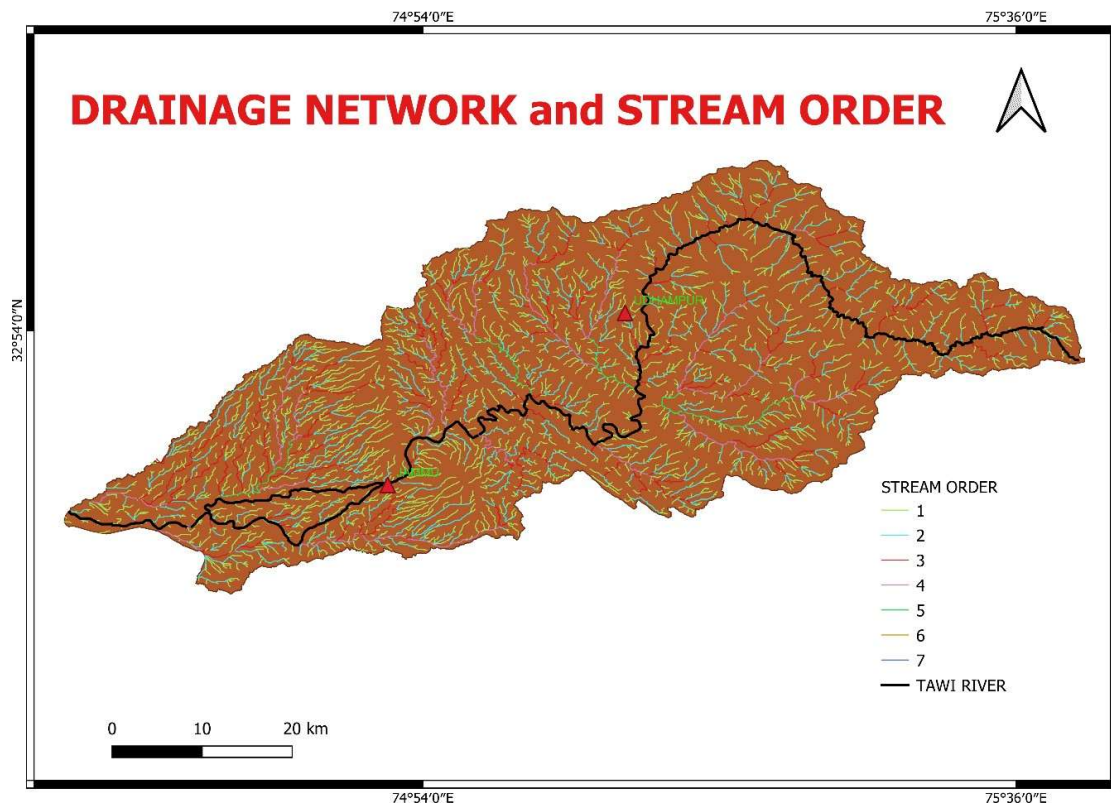 74°54′0″E 75°36′0″E
DRAINAGE NETWORK and STREAM ORDER
UDHAMPUR
32°54′0″N
STREAM ORDER
1
2
3
4
5
6
7
TAWI RIVER
0 10 20 km
74°54′0″E 75°36′0″E